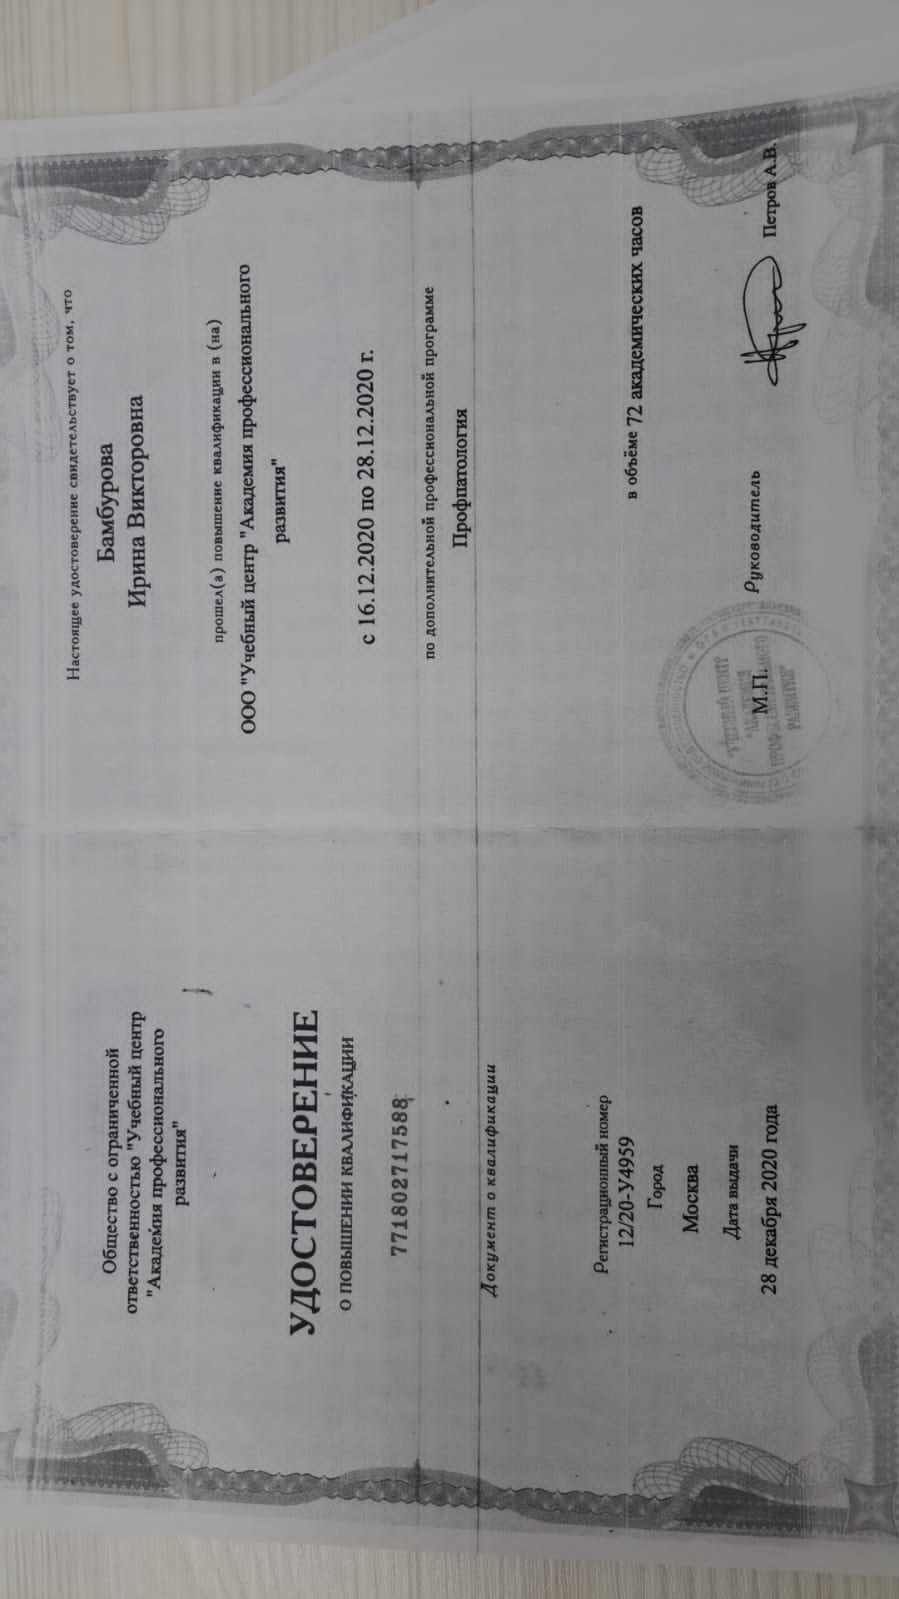 Общество с ограниченной
ответственностью "Учебный центр
"Академия профессионального
развития"
УДОСТОВЕРЕНИЕ
О ПОВЫШЕНИИ КВАЛИФИКАЦИИ
771802717588
Документ о квалификации
Регистрационный номер
12/20-У4959
Город
Москва
Дата выдачи
28 декабря 2020 года
Настоящее удостоверение свидетельствует о том, что
Бамбурова
Ирина Викторовна
прошел(а) повышение квалификации в (на)
ООО "Учебный центр "Академия профессионального
развития"
с 16.12.2020 по 28.12.2020 г.
по дополнительной профессиональной программе
Профпатология
в объёме 72 академических часов
Руководитель
Петров А.В.
М.П.
УЧЕБНЫЙ ЦЕНТР
РАЗВИТИЯ"